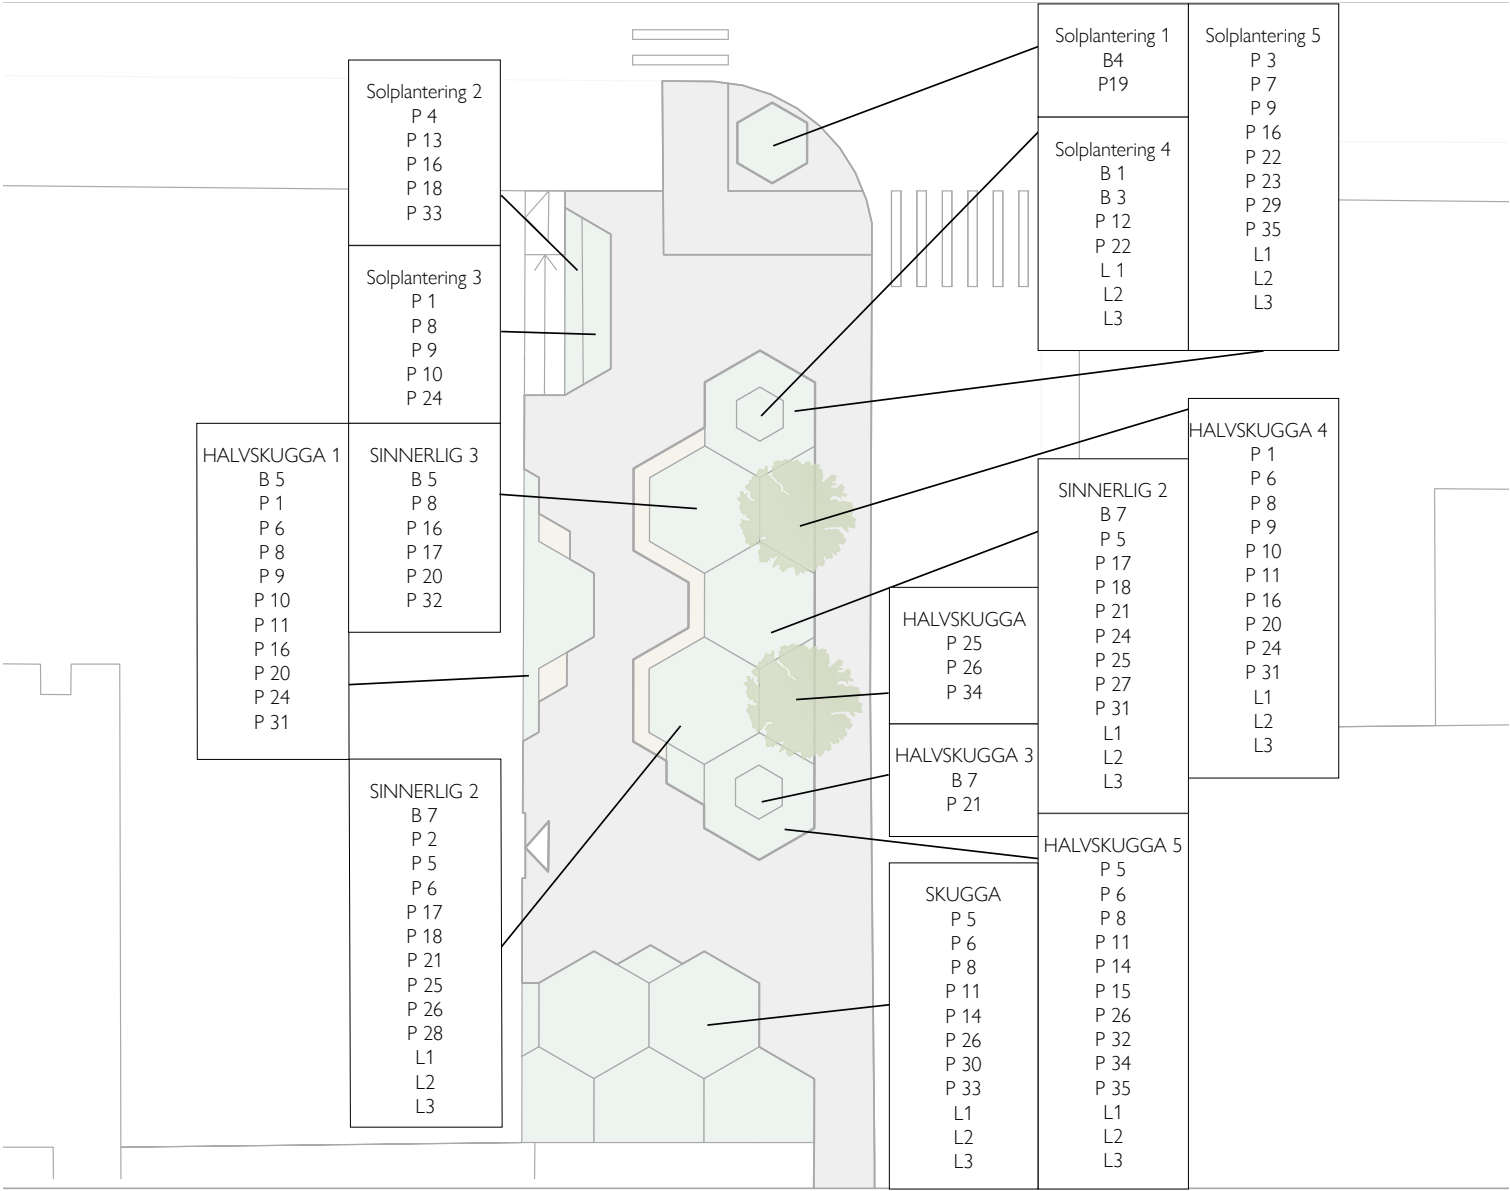 Solplantering 2
P 4
P 13
P 16
P 18
P 33
Solplantering 3
P 1
P 8
P 9
P 10
P 24
HALVSKUGGA 1
B 5
P 1
P 6
P 8
P 9
P 10
P 11
P 16
P 20
P 24
P 31
SINNERLIG 3
B 5
P 8
P 16
P 17
P 20
P 32
SINNERLIG 2
B 7
P 2
P 5
P 6
P 17
P 18
P 21
P 25
P 26
P 28
L1
L2
L3
Solplantering 1
B4
P19
Solplantering 4
B 1
B 3
P 12
P 22
L 1
L2
L3
Solplantering 5
P 3
P 7
P 9
P 16
P 22
P 23
P 29
P 35
L1
L2
L3
HALVSKUGGA 4
P 1
P 6
P 8
P 9
P 10
P 11
P 16
P 20
P 24
P 31
L1
L2
L3
SINNERLIG 2
B 7
P 5
P 17
P 18
P 21
P 24
P 25
P 27
P 31
L1
L2
L3
HALVSKUGGA
P 25
P 26
P 34
HALVSKUGGA 3
B 7
P 21
HALVSKUGGA 5
P 5
P 6
P 8
P 11
P 14
P 15
P 26
P 32
P 34
P 35
L1
L2
L3
SKUGGA
P 5
P 6
P 8
P 11
P 14
P 26
P 30
P 33
L1
L2
L3